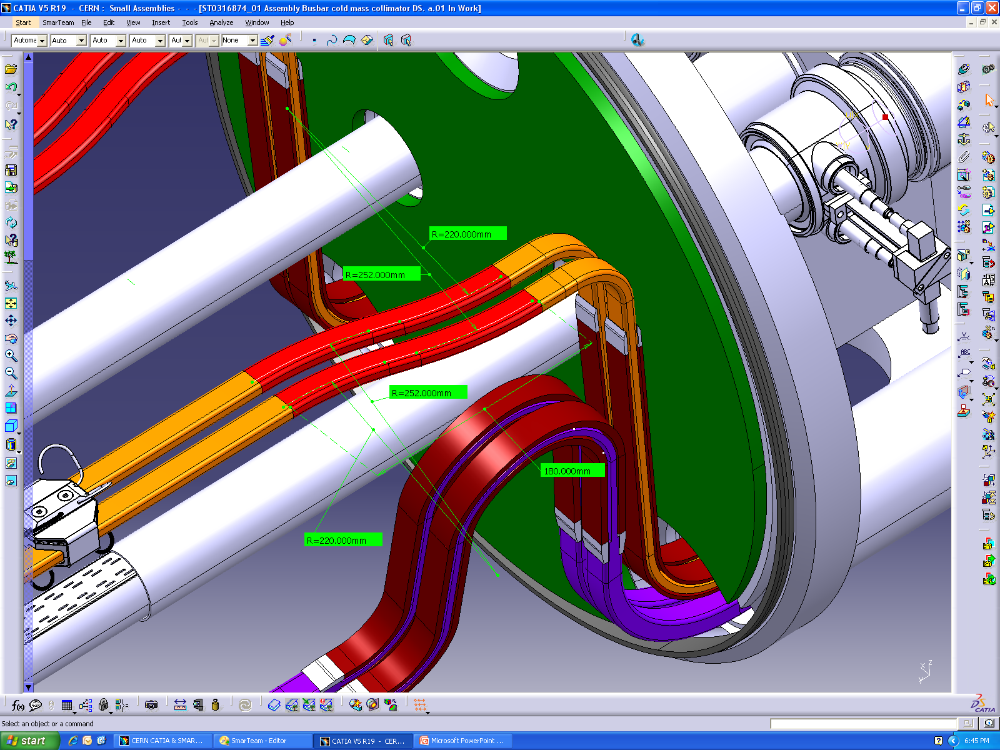 CATIA V5 R19 - CERN : Small Assemblies - - - [ST0316874_01 Assembly Busbar cold mass collimator DS. a.01 In Work]
Start SmarTeam File Edit View Insert Tools Analyze Window Help
Automa Auto Auto Auto Aut Aut None
R=220.000mm
R=252.000mm
R=252.000mm
180.000mm
R=220.000mm
ABC
x z
y
f(x)
CATIA
Select an object or a command
start CERN CATIA & SMAR... SmarTeam - Editor CATIA V5 R19 - CER... Microsoft PowerPoint ... 6:45 PM